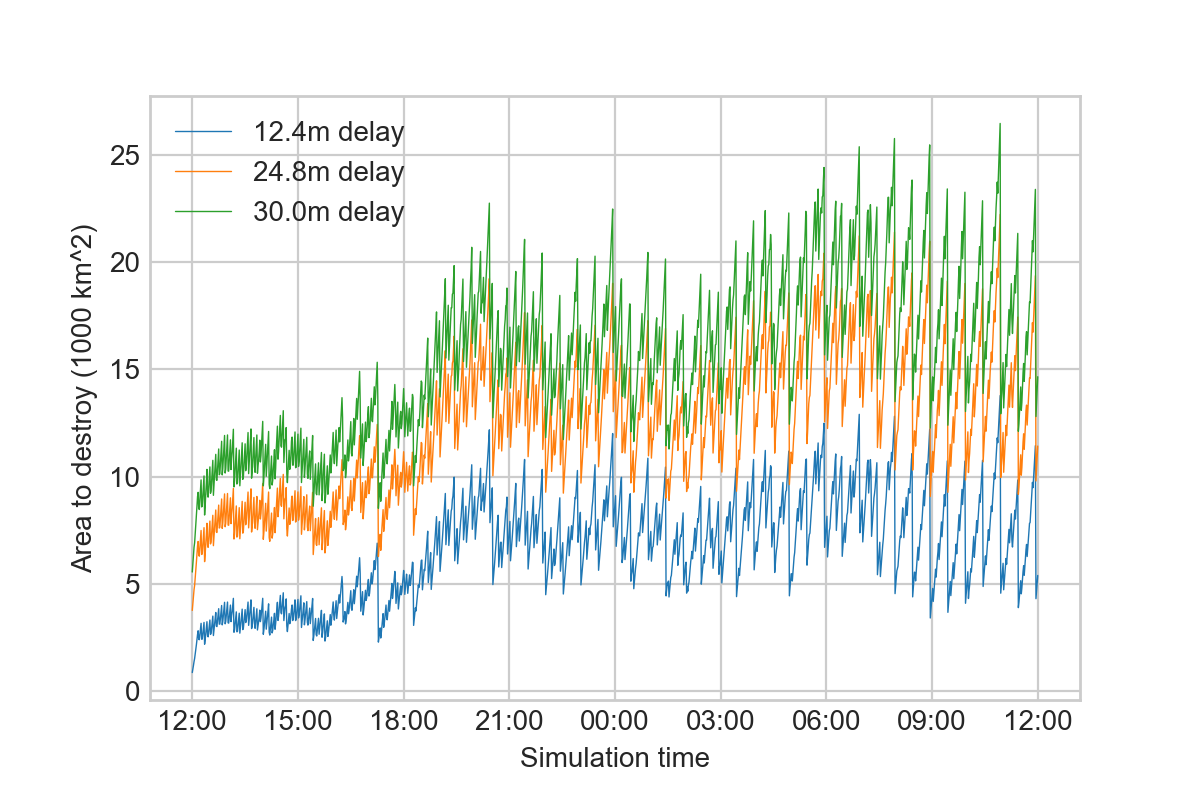 12.4m delay
24.8m delay
30.0m delay
25
20
15
10
5
0
Area to destroy (1000 km^2)
12:00 15:00 18:00 21:00 00:00 03:00 06:00 09:00 12:00
Simulation time